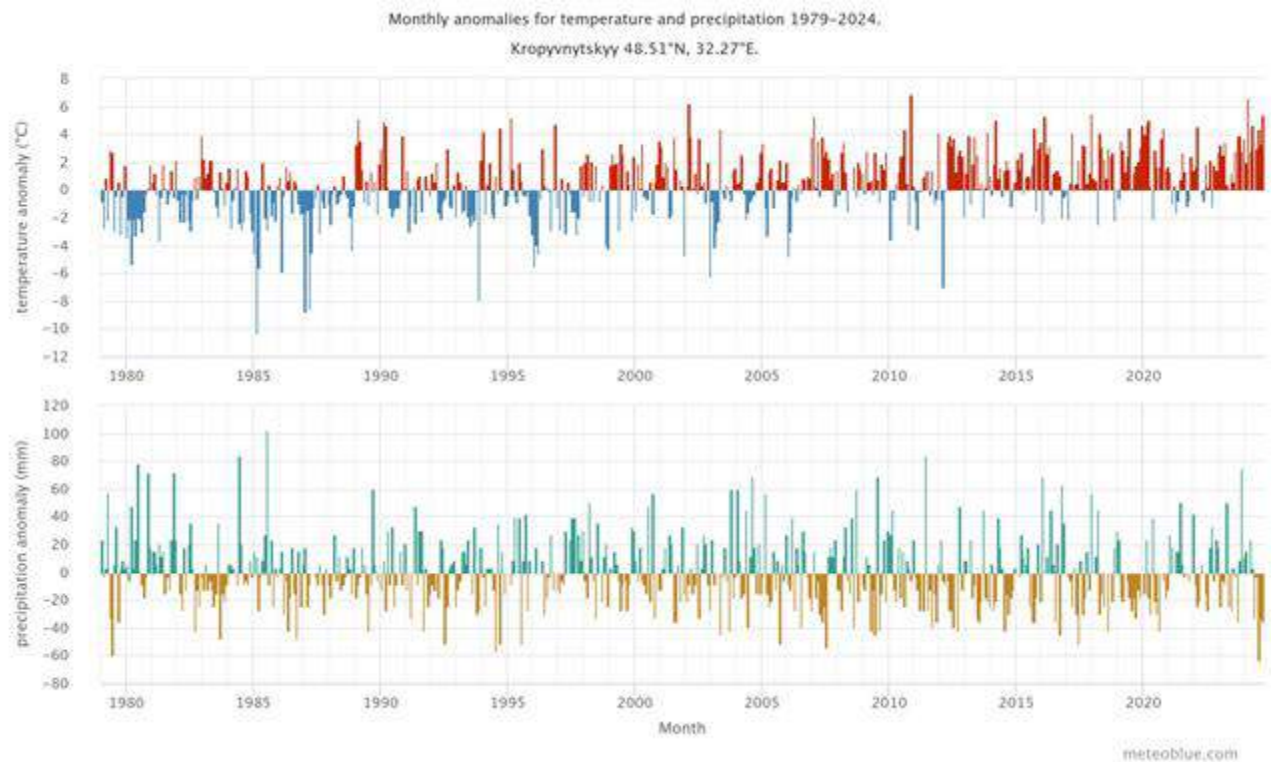 Monthly anomalies for temperature and precipitation 1979–2024.
Kropyvnytskyy 48.51°N, 32.27°E.
temperature anomaly (°C)
8
6
4
2
0
−2
−4
−6
−8
−10
−12
1980 1985 1990 1995 2000 2005 2010 2015 2020
precipitation anomaly (mm)
120
100
80
60
40
20
0
−20
−40
−60
−80
1980 1985 1990 1995 2000 2005 2010 2015 2020
Month
meteoblue.com